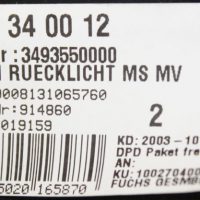 34 00 12
r :3493550000
RUECKLICHT MS MV
0008131065760
r:914860
019159
2
KD: 2003-10
DPD Paket fre
AN:
KU: 100270400
FUCHS GESMB
5020 165870